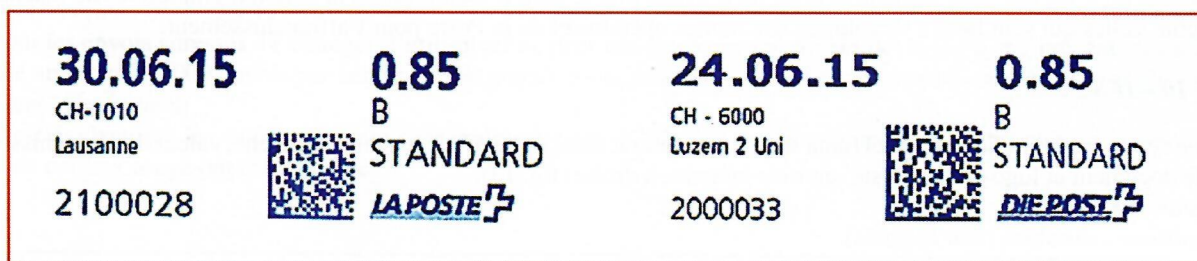 30.06.15 0.85
CH-1010 B
Lausanne STANDARD
2100028 LA POSTE
24.06.15 0.85
CH - 6000 B
Luzern 2 Uni STANDARD
2000033 DIE POST